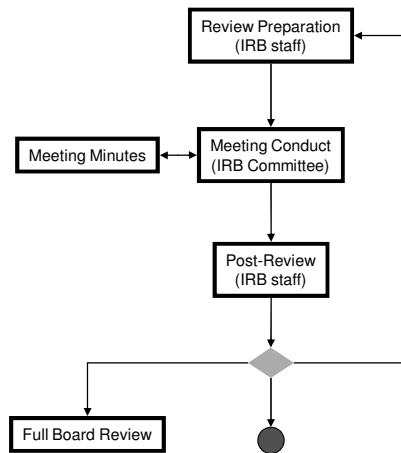 Review Preparation
(IRB staff)
Meeting Minutes
Meeting Conduct
(IRB Committee)
Post-Review
(IRB staff)
Full Board Review